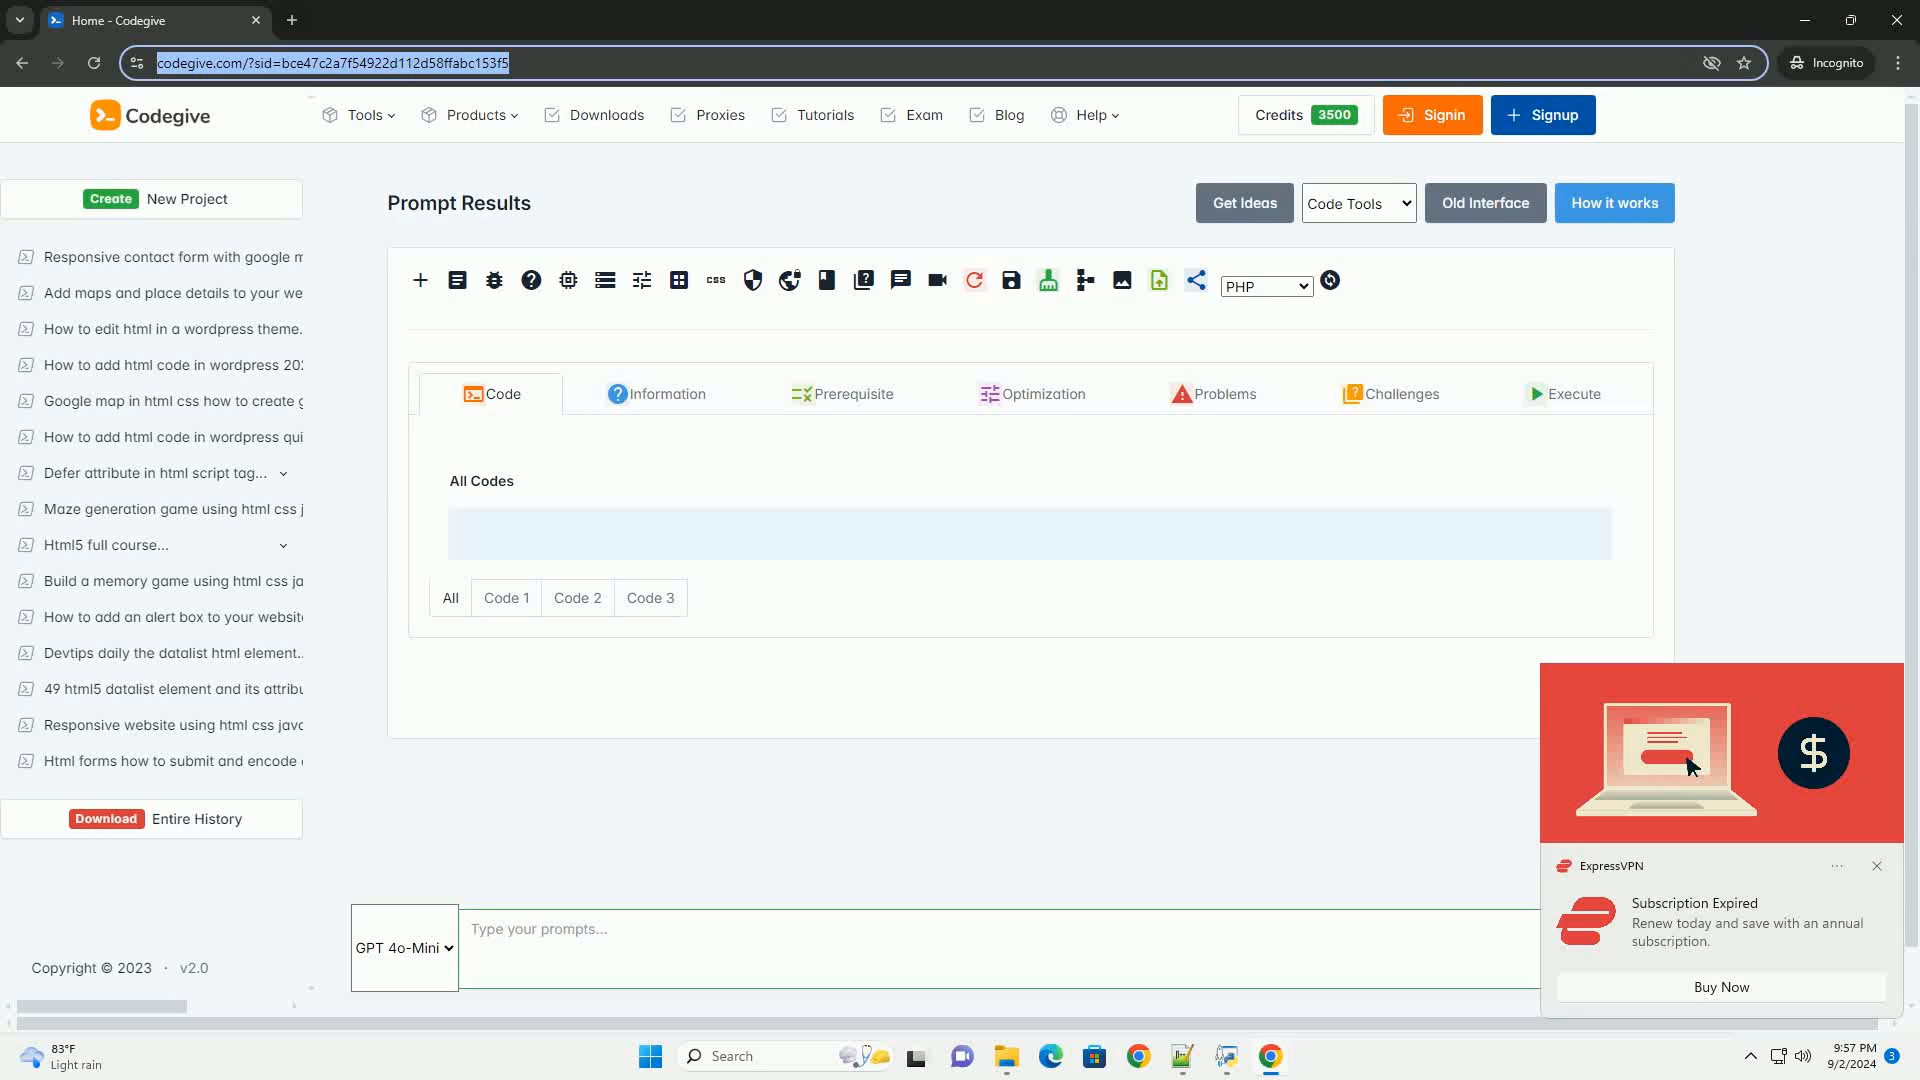 Home - Codegive
codegive.com/?sid=bce47c2a7f54922d112d58ffabc153f5
Incognito
Codegive
Tools
Products
Downloads
Proxies
Tutorials
Exam
Blog
Help
Credits 3500
Signin
Signup
Create New Project
Prompt Results
Get Ideas
Code Tools
Old Interface
How it works
Responsive contact form with google m
Add maps and place details to your we
How to edit html in a wordpress theme.
How to add html code in wordpress 202
Google map in html css how to create g
How to add html code in wordpress qui
Defer attribute in html script tag...
Maze generation game using html css j
Html5 full course...
Build a memory game using html css ja
How to add an alert box to your website
Devtips daily the datalist html element..
49 html5 datalist element and its attribu
Responsive website using html css java
Html forms how to submit and encode
Download Entire History
Copyright © 2023 · v2.0
css
PHP
Code
Information
Prerequisite
Optimization
Problems
Challenges
Execute
All Codes
All
Code 1
Code 2
Code 3
GPT 4o-Mini
Type your prompts...
$
ExpressVPN
Subscription Expired
Renew today and save with an annual
subscription.
Buy Now
83°F
Light rain
Search
9:57 PM
9/2/2024
3